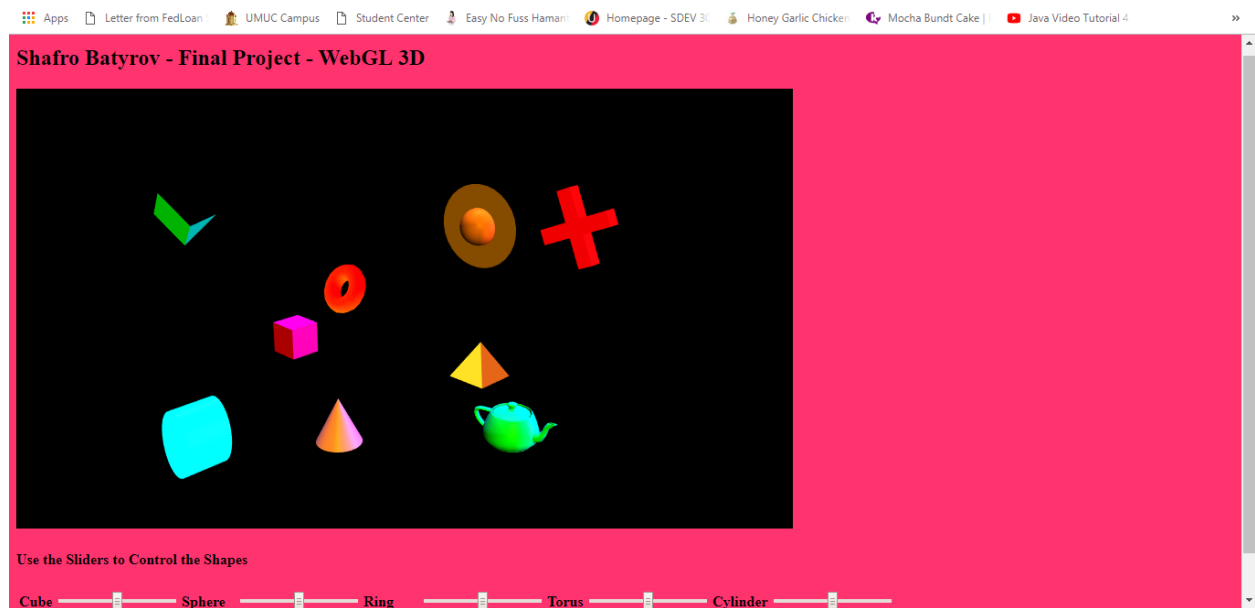 Apps Letter from FedLoan UMUC Campus Student Center Easy No Fuss Haman Homepage - SDEV 30 Honey Garlic Chicken Mocha Bundt Cake | Java Video Tutorial 4 »
Shafro Batyrov - Final Project - WebGL 3D
Use the Sliders to Control the Shapes
Cube Sphere Ring Torus Cylinder